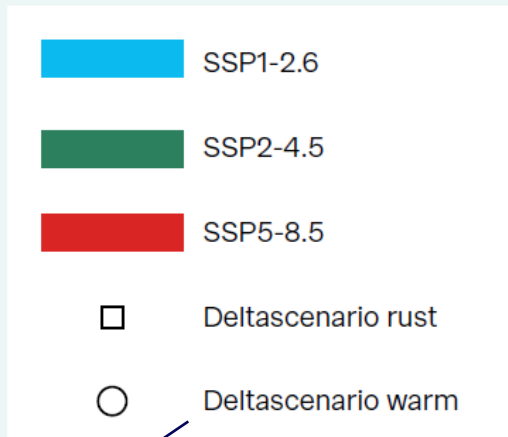 SSP1-2.6
SSP2-4.5
SSP5-8.5
Deltascenario rust
Deltascenario warm